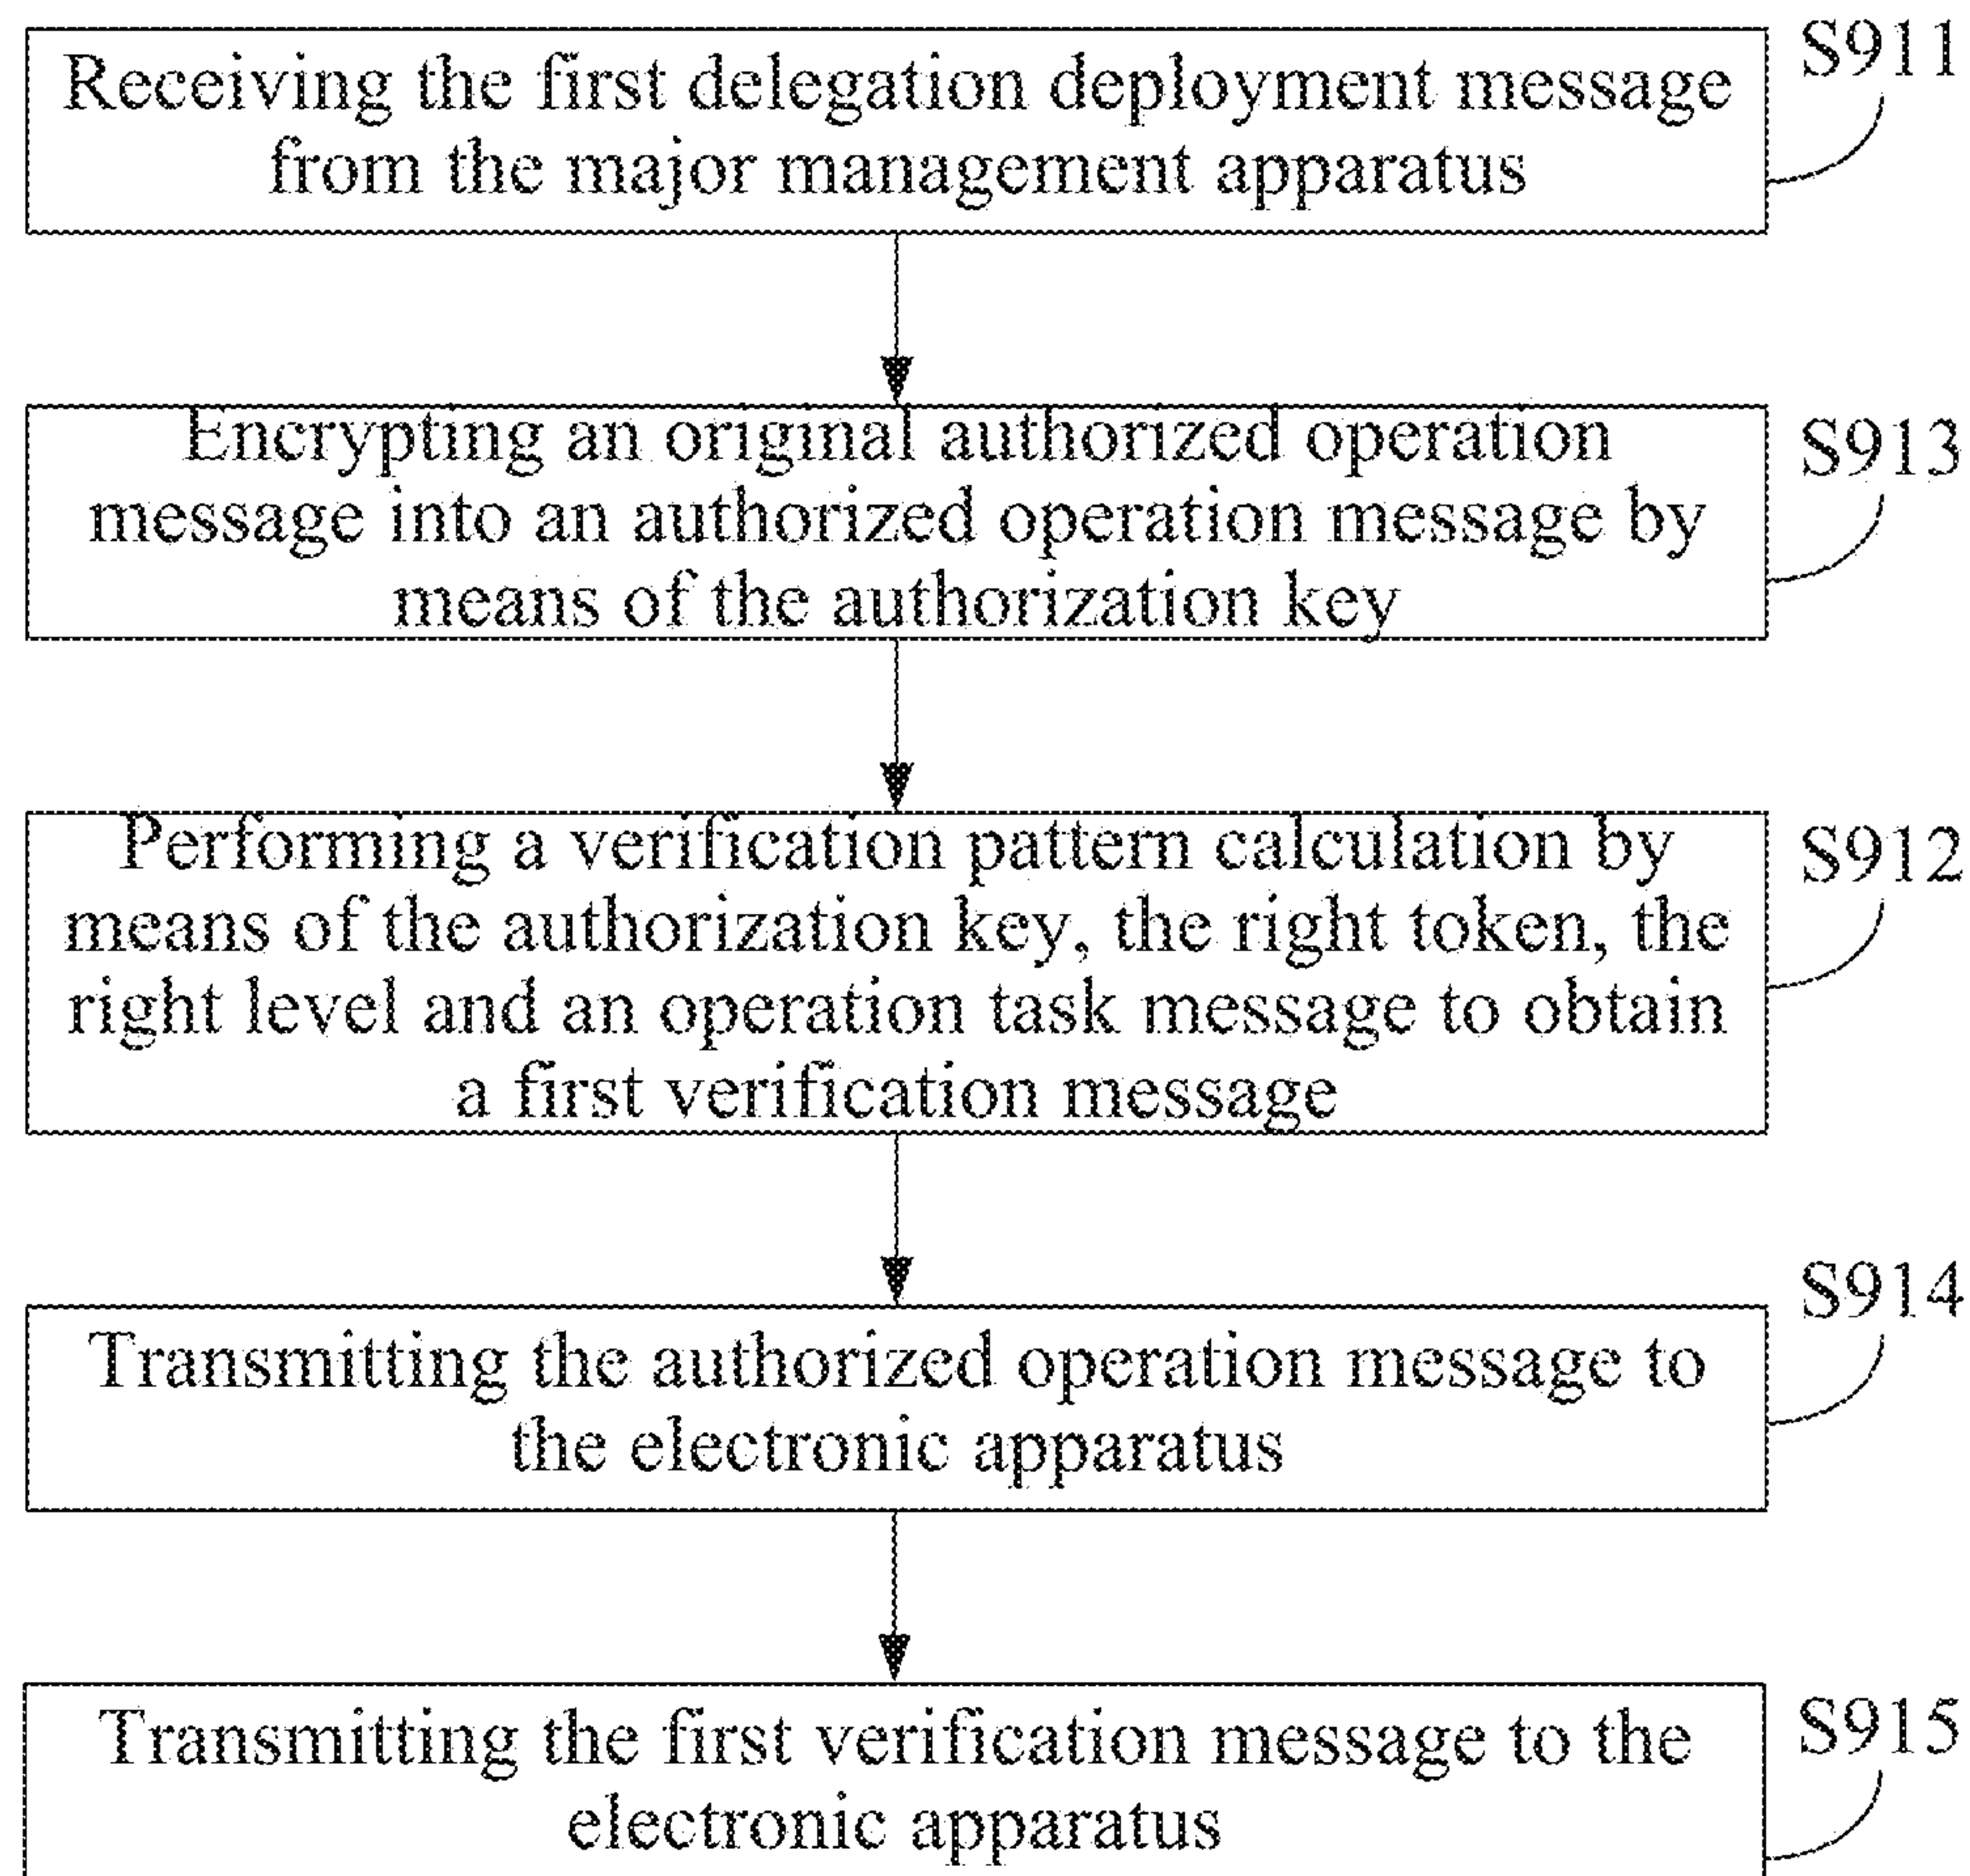 S911
Receiving the first delegation deployment message
from the major management apparatus
S913
Encrypting an original authorized operation
message into an authorized operation message by
means of the authorization key
S912
Performing a verification pattern calculation by
means of the authorization key, the right token, the
right level and an operation task message to obtain
a first verification message
S914
Transmitting the authorized operation message to
the electronic apparatus
S915
Transmitting the first verification message to the
electronic apparatus